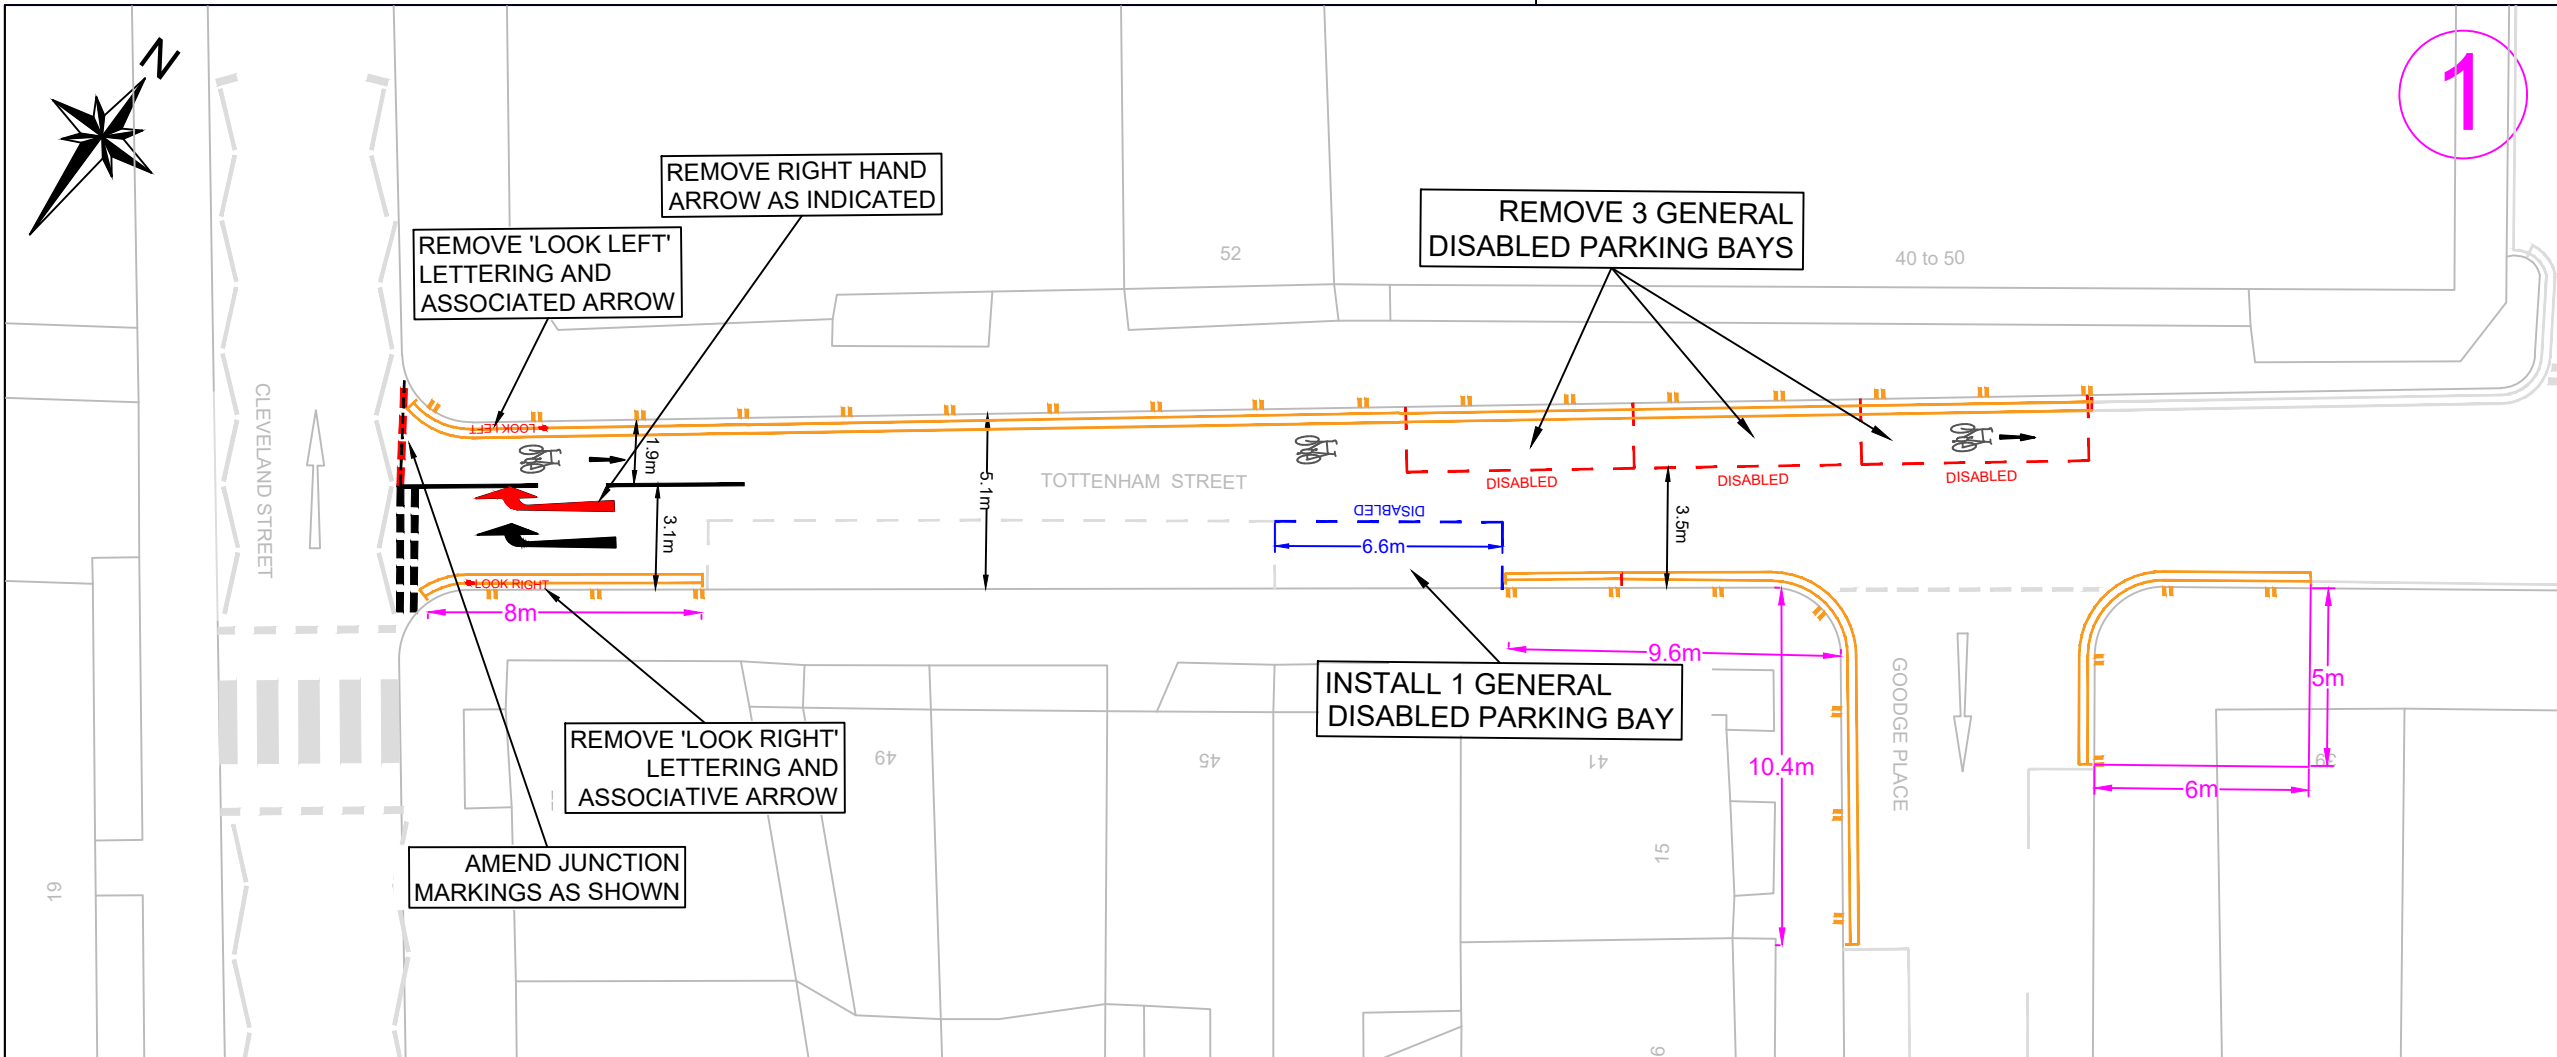 N
1
REMOVE RIGHT HAND
ARROW AS INDICATED
REMOVE 3 GENERAL
DISABLED PARKING BAYS
REMOVE 'LOOK LEFT'
LETTERING AND
ASSOCIATED ARROW
52
40 to 50
CLEVELAND STREET
LOOK LEFT
1.9m
5.1m
TOTTENHAM STREET
DISABLED
DISABLED
DISABLED
DISABLED
3.1m
6.6m
3.5m
LOOK RIGHT
8m
9.6m
INSTALL 1 GENERAL
DISABLED PARKING BAY
GOODGE PLACE
5m
REMOVE 'LOOK RIGHT'
LETTERING AND
ASSOCIATIVE ARROW
49
45
41
10.4m
39
6m
15
AMEND JUNCTION
MARKINGS AS SHOWN
19